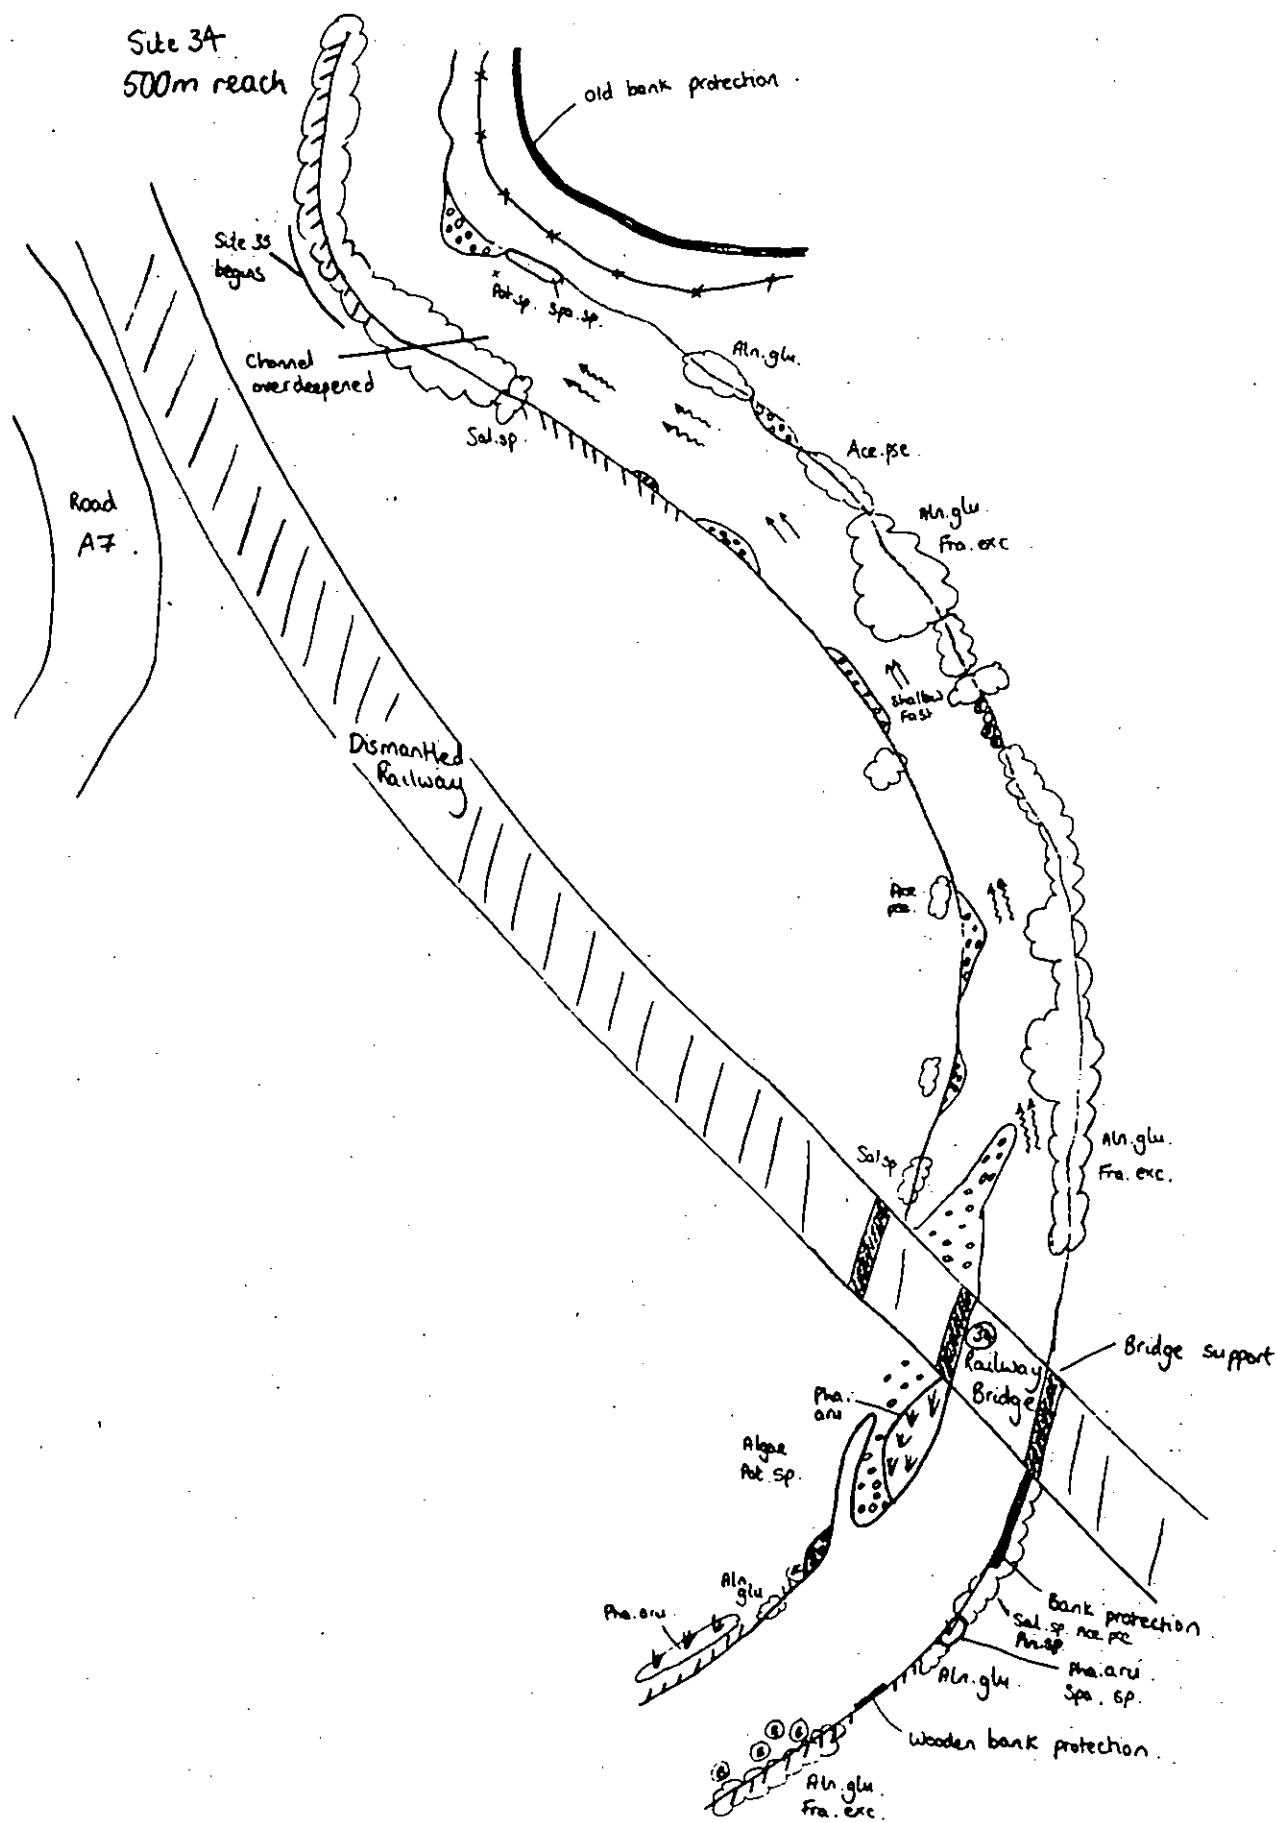 Site 34
500m reach
Old bank protection.
Site 35
begins
Pot.sp. Spa.sp.
Channel
overdeepened
Aln.glu.
Sal.sp.
Ace.pse.
Road
A7.
Aln.glu.
Fra.exc
Shallow
Fast
Dismantled
Railway
Ace
pse.
Aln.glu.
Fra.exc.
Sal.sp
34
Railway
Bridge
Bridge support
Pha.
aru
Algae
Pot.sp.
Aln
glu
Pha.aru.
Bank protection
Sal.sp. Ace pse
Pha.aru.
Spa.sp.
Aln.glu.
Wooden bank protection.
B
B
B
B
Aln.glu.
Fra.exc.